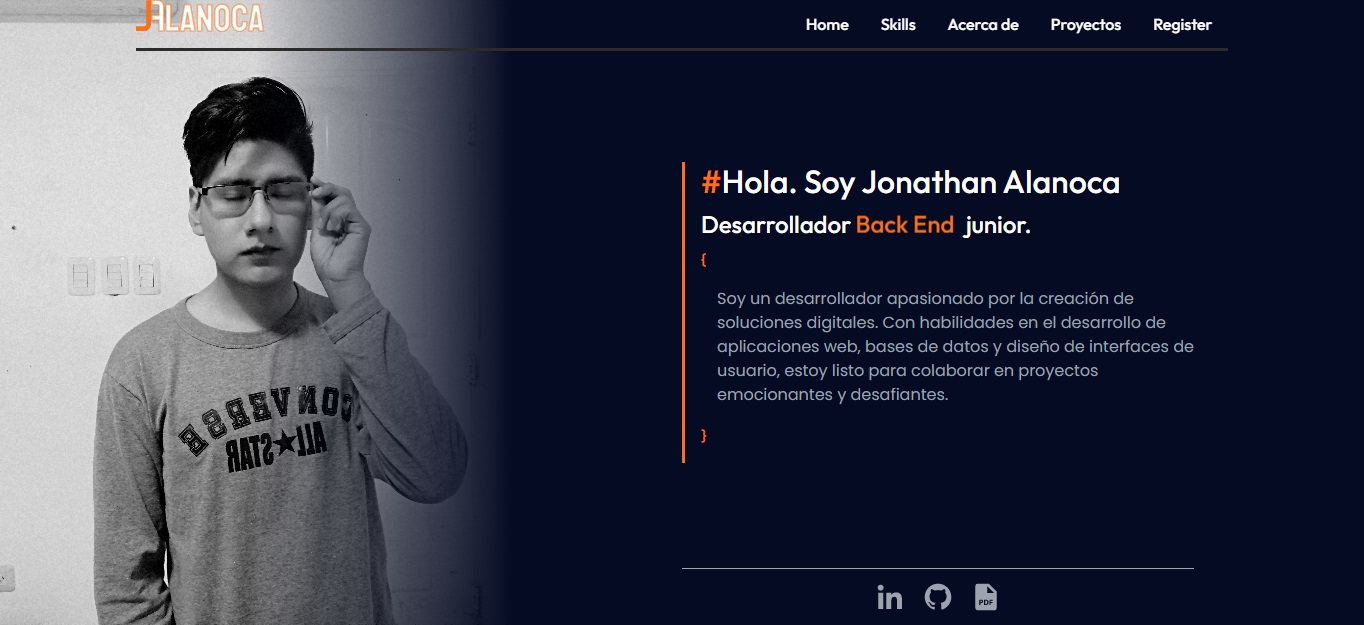 JALANOCA
Home Skills Acerca de Proyectos Register
#Hola. Soy Jonathan Alanoca
Desarrollador Back End junior.
{
Soy un desarrollador apasionado por la creación de
soluciones digitales. Con habilidades en el desarrollo de
aplicaciones web, bases de datos y diseño de interfaces de
usuario, estoy listo para colaborar en proyectos
emocionantes y desafiantes.
}
CONVERSE
ALL★STAR
in
PDF